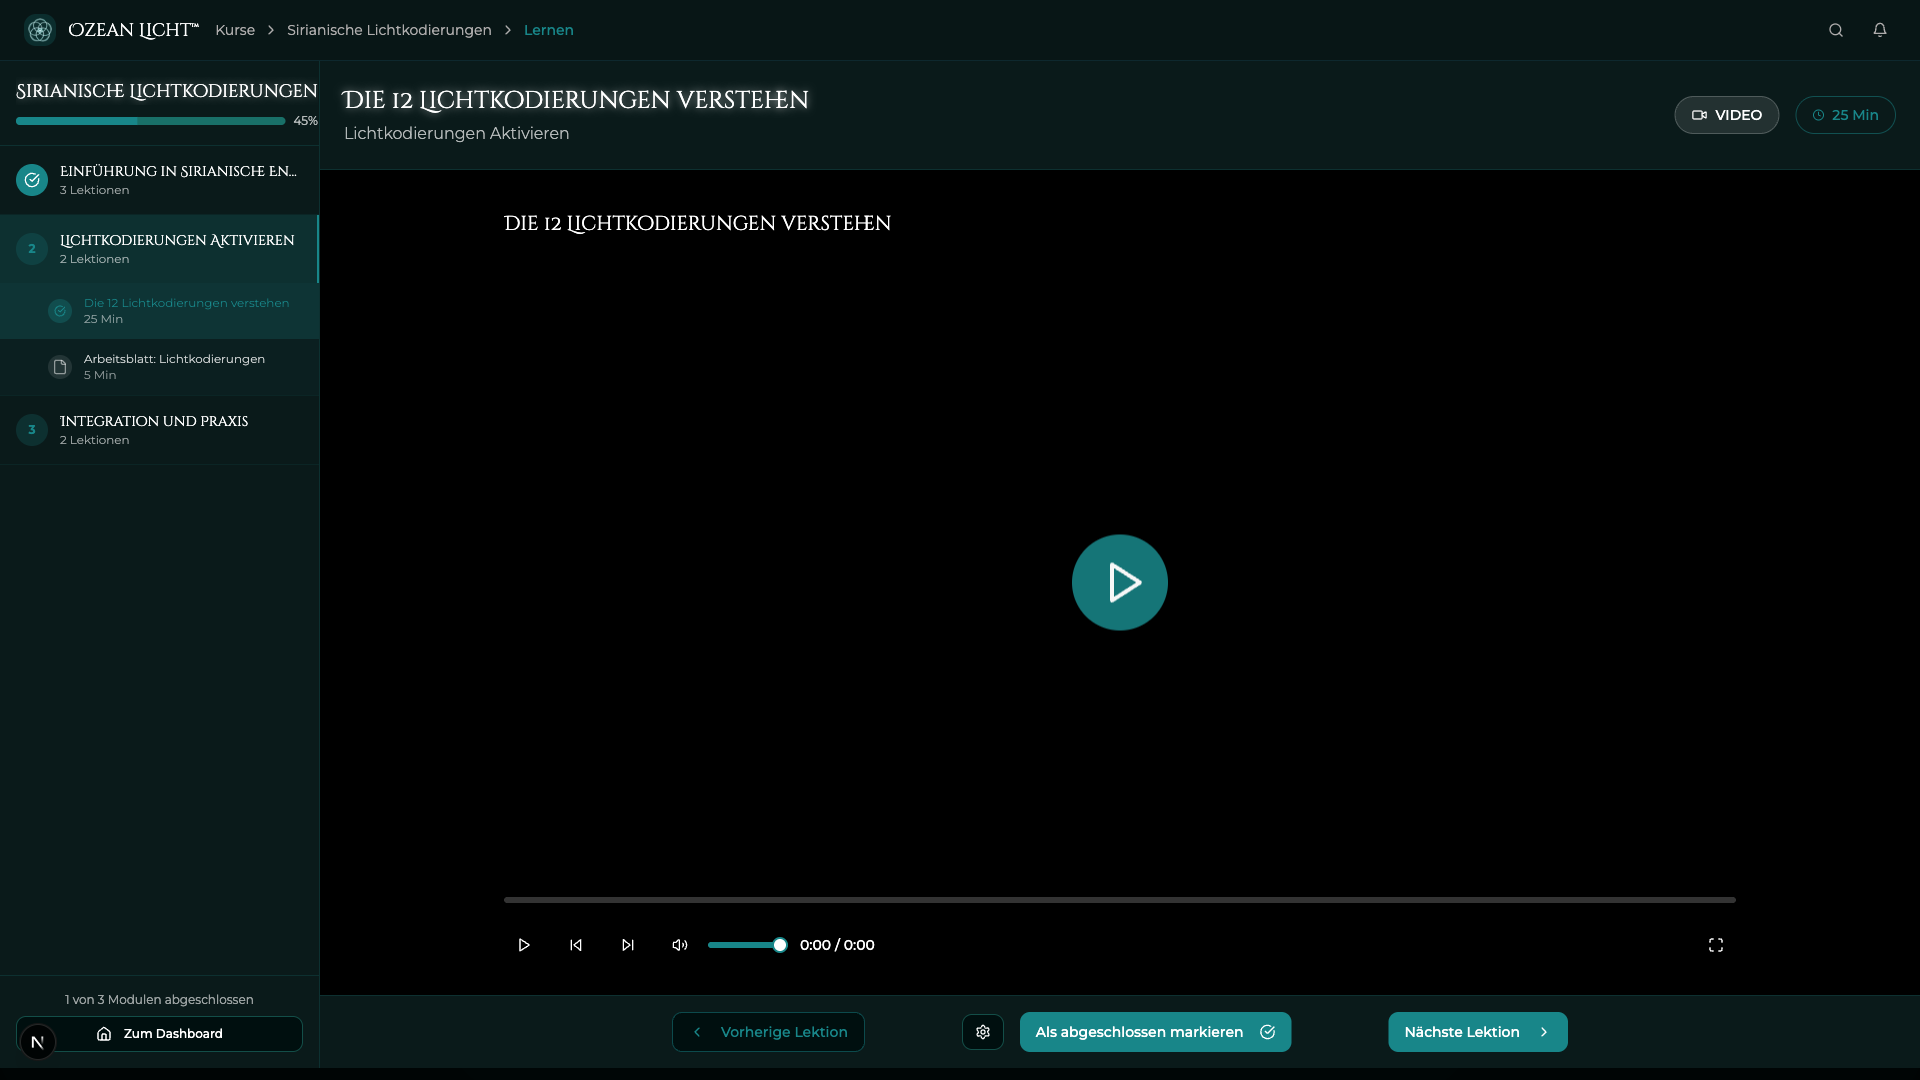 Ozean Licht™ Kurse > Sirianische Lichtkodierungen > Lernen
Sirianische Lichtkodierungen
45%
Einführung in Sirianische En...
3 Lektionen
2
Lichtkodierungen Aktivieren
2 Lektionen
Die 12 Lichtkodierungen verstehen
25 Min
Arbeitsblatt: Lichtkodierungen
5 Min
3
Integration und Praxis
2 Lektionen
1 von 3 Modulen abgeschlossen
N
Zum Dashboard
Die 12 Lichtkodierungen verstehen
Lichtkodierungen Aktivieren
VIDEO
25 Min
Die 12 Lichtkodierungen verstehen
0:00 / 0:00
Vorherige Lektion
Als abgeschlossen markieren
Nächste Lektion